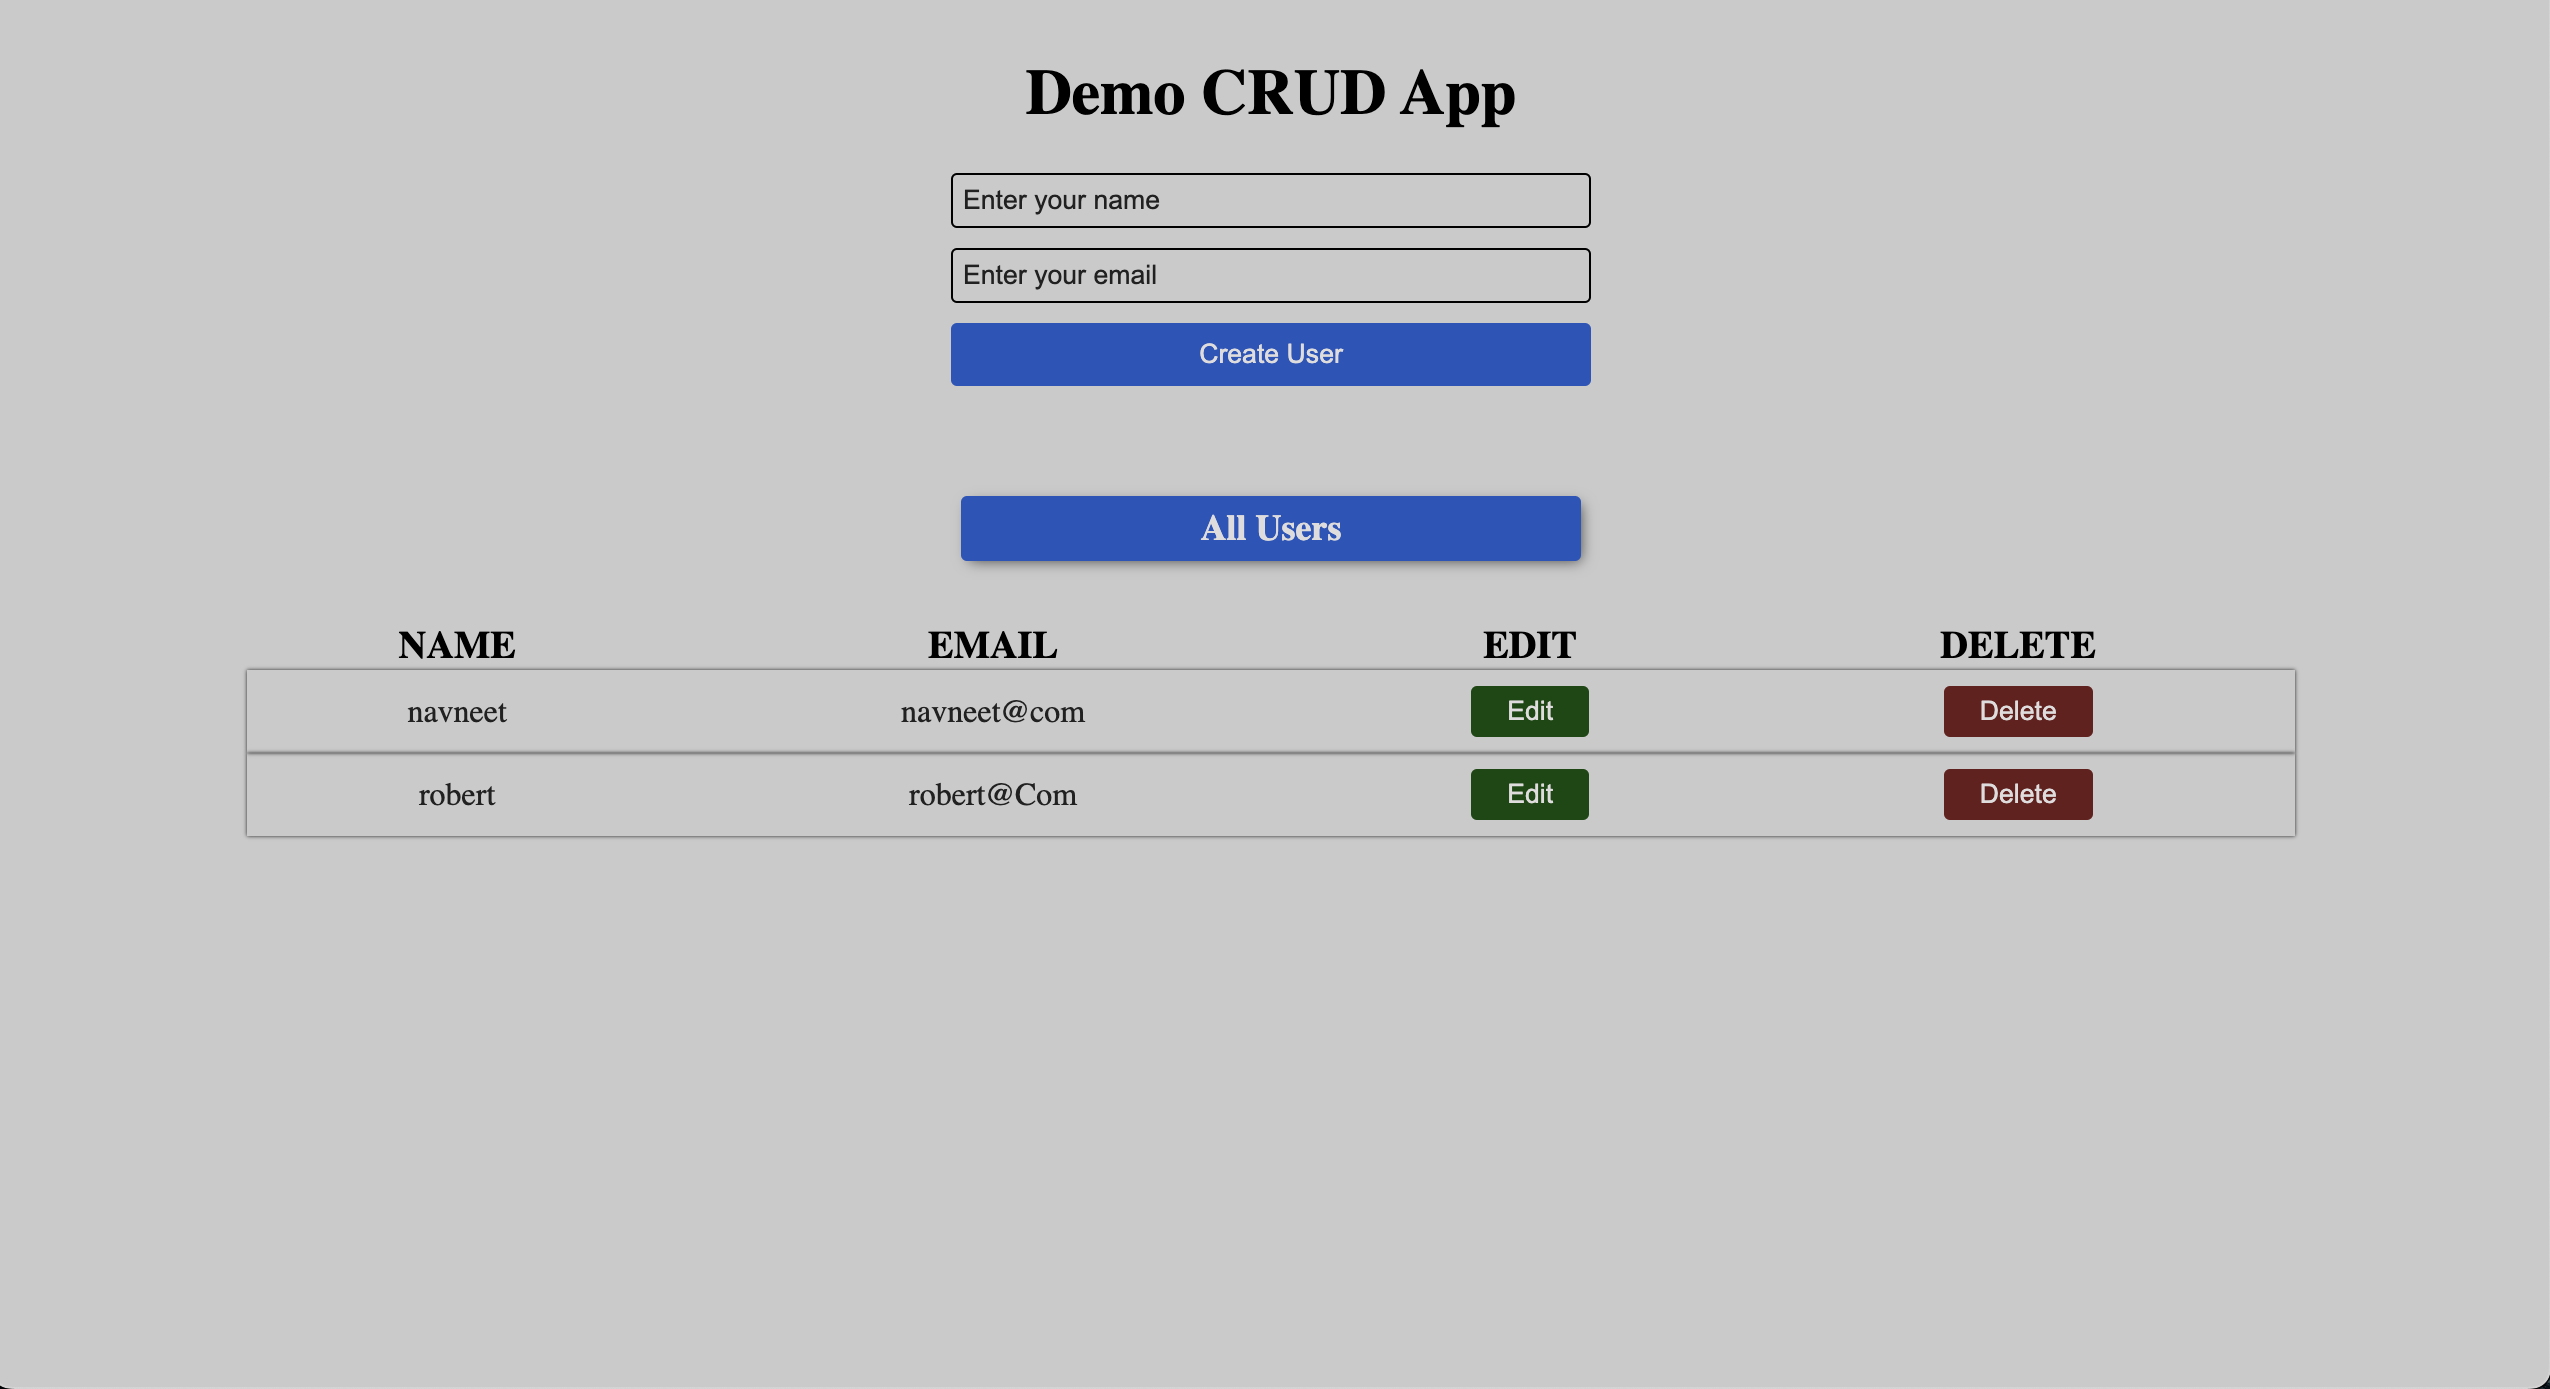 Demo CRUD App
Enter your name
Enter your email
Create User
All Users
NAME EMAIL EDIT DELETE
navneet navneet@com Edit Delete
robert robert@Com Edit Delete